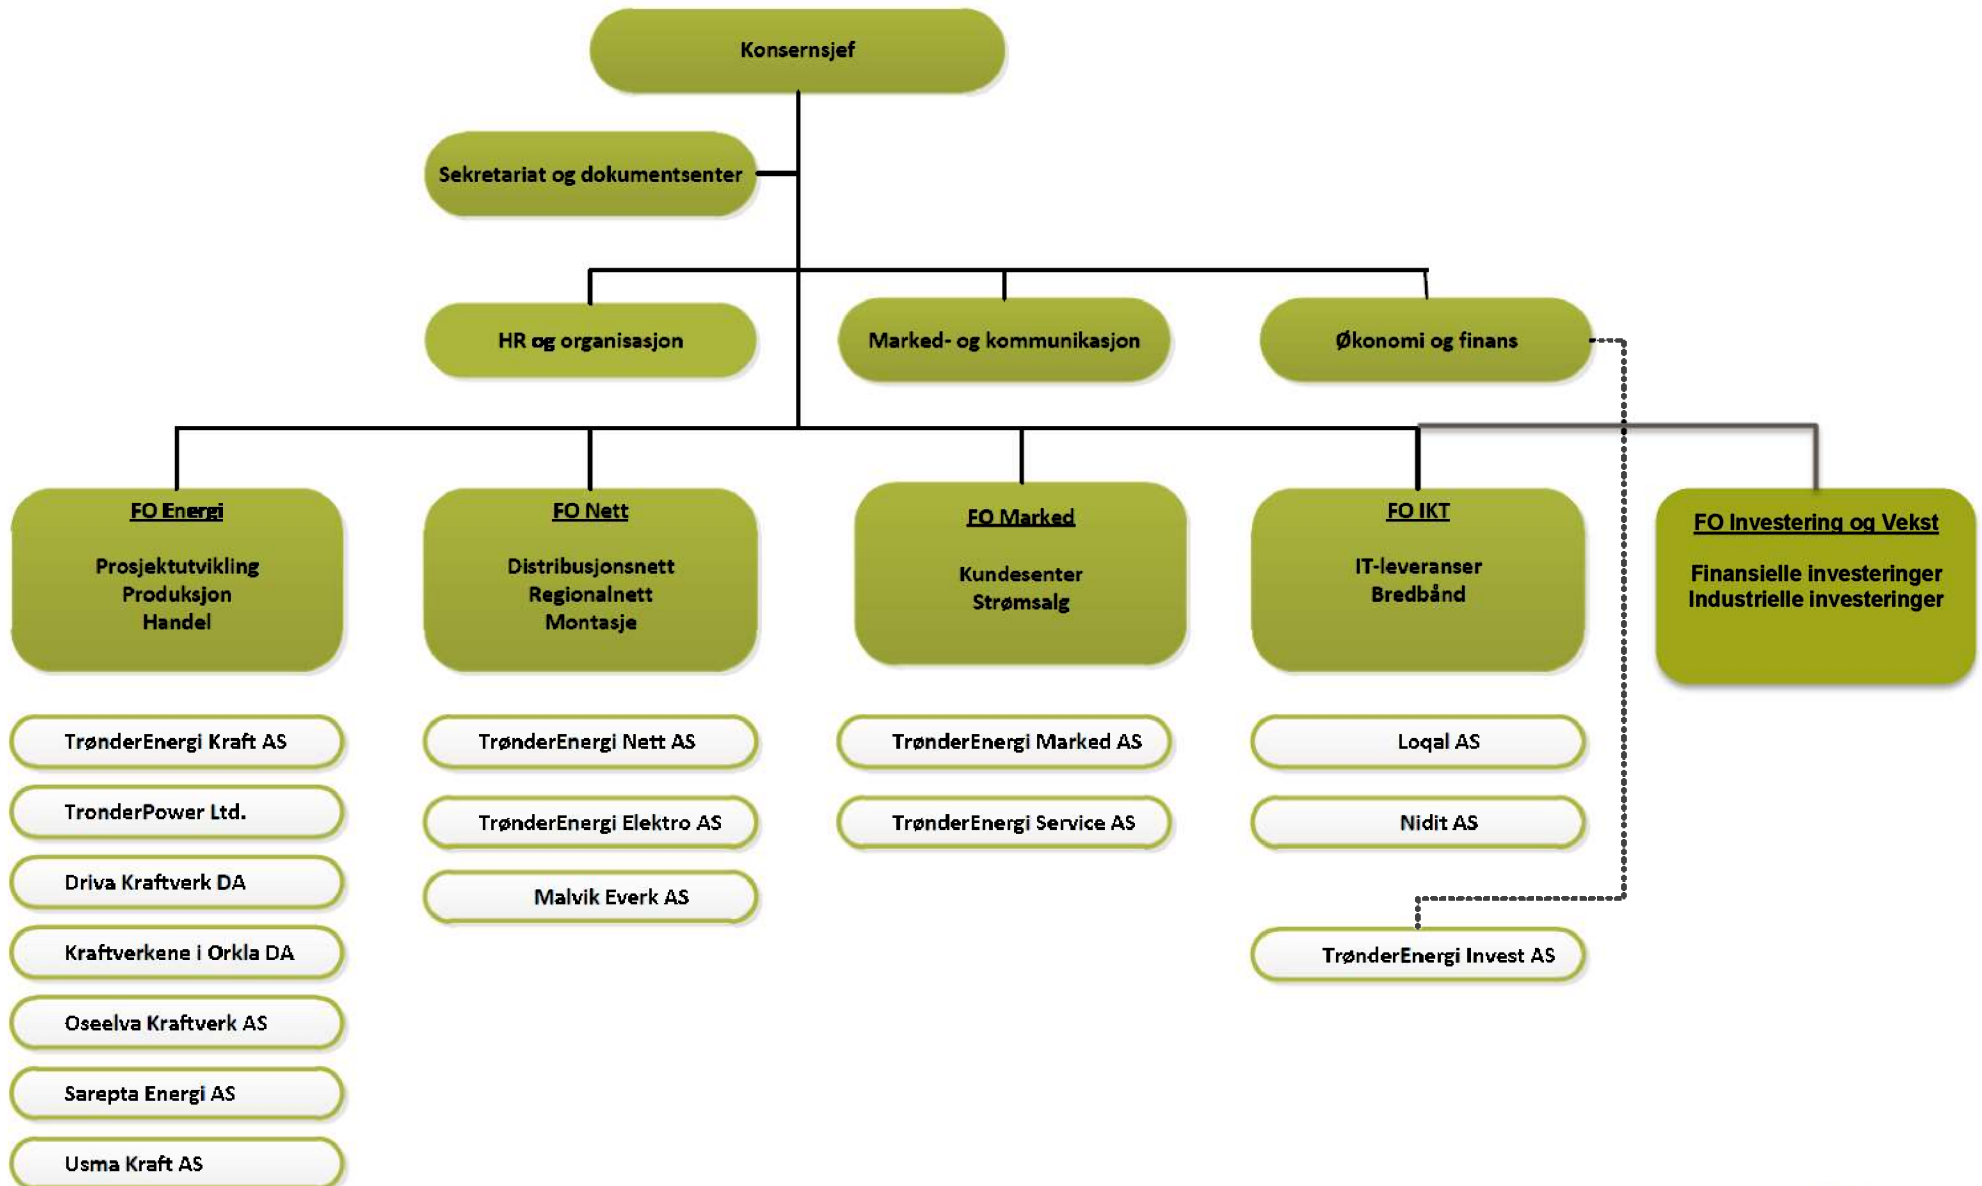 Konsernsjef
Sekretariat og dokumentsenter
HR og organisasjon
Marked- og kommunikasjon
Økonomi og finans
FO Energi
Prosjektutvikling
Produksjon
Handel
FO Nett
Distribusjonsnett
Regionalnett
Montasje
FO Marked
Kundesenter
Strømsalg
FO IKT
IT-leveranser
Bredbånd
FO Investering og Vekst
Finansielle investeringer
Industrielle investeringer
TrønderEnergi Kraft AS
TronderPower Ltd.
Driva Kraftverk DA
Kraftverkene i Orkla DA
Oseelva Kraftverk AS
Sarepta Energi AS
Usma Kraft AS
TrønderEnergi Nett AS
TrønderEnergi Elektro AS
Malvik Everk AS
TrønderEnergi Marked AS
TrønderEnergi Service AS
Loqal AS
Nidit AS
TrønderEnergi Invest AS